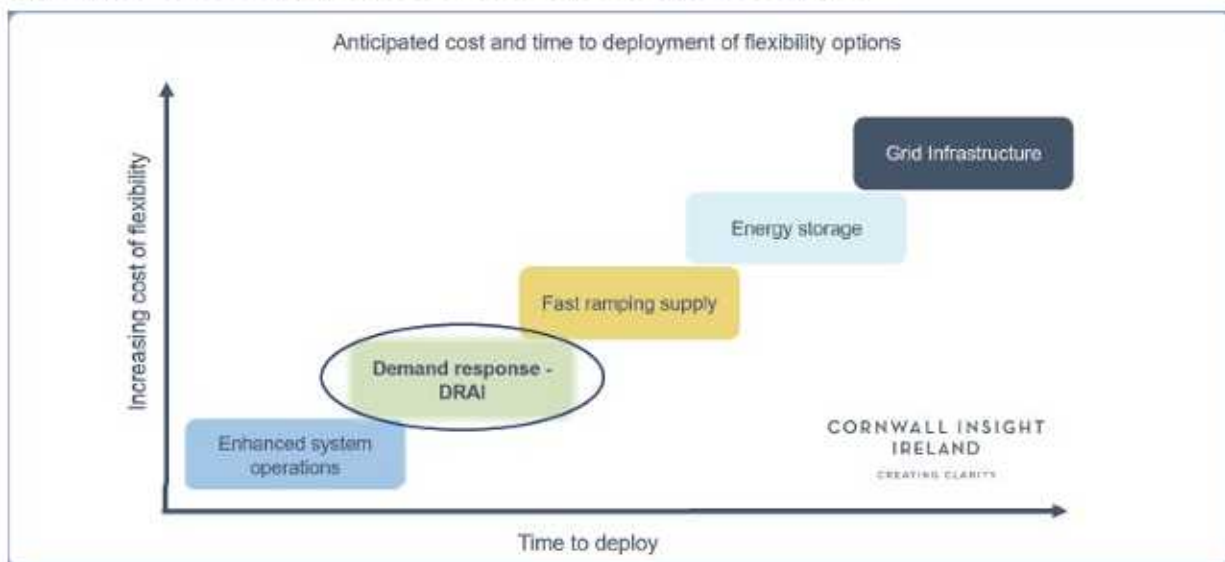 Anticipated cost and time to deployment of flexibility options
Increasing cost of flexibility
Grid Infrastructure
Energy storage
Fast ramping supply
Demand response -
DRAI
Enhanced system
operations
CORNWALL INSIGHT
IRELAND
CREATING CLARITY
Time to deploy